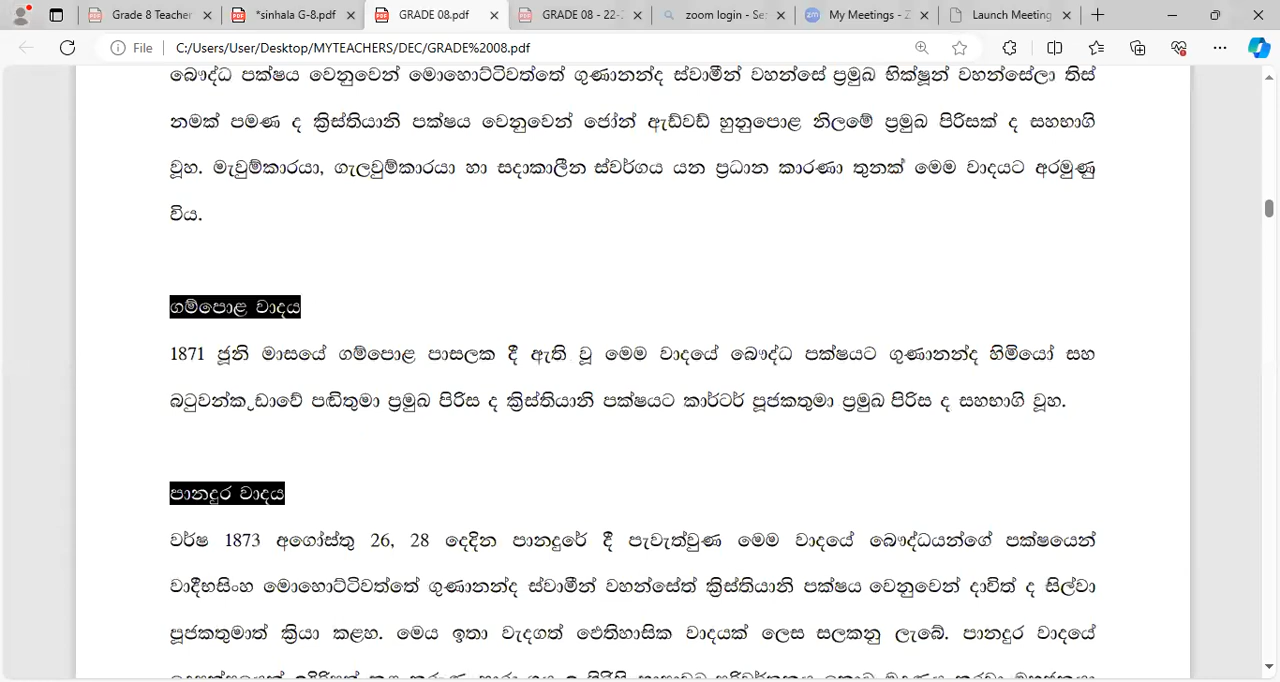 Grade 8 Teacher
*sinhala G-8.pdf
GRADE 08.pdf
GRADE 08 - 22-
zoom login - Se
My Meetings - Z
Launch Meeting
File
C:/Users/User/Desktop/MYTEACHERS/DEC/GRADE%2008.pdf
බෞද්ධ පක්ෂය වෙනුවෙන් මොහොට්ටිවත්තේ ගුණානන්ද ස්වාමීන් වහන්සේ ප්‍රමුඛ භික්ෂූන් වහන්සේලා තිස්
නමක් පමණ ද ක්‍රිස්තියානි පක්ෂය වෙනුවෙන් ජෝන් ඇඩ්වඩ් හුනුපොළ නිලමේ ප්‍රමුඛ පිරිසක් ද සහභාගි
වූහ. මැවුම්කාරයා, ගැලවුම්කාරයා හා සදාකාලීන ස්වර්ගය යන ප්‍රධාන කාරණා තුනක් මෙම වාදයට අරමුණු
විය.
ගම්පොළ වාදය
1871 ජූනි මාසයේ ගම්පොළ පාසලක දී ඇති වූ මෙම වාදයේ බෞද්ධ පක්ෂයට ගුණානන්ද හිමියෝ සහ
බටුවන්ක ුඩාවේ පඬිතුමා ප්‍රමුඛ පිරිස ද ක්‍රිස්තියානි පක්ෂයට කාර්ටර් පූජකතුමා ප්‍රමුඛ පිරිස ද සහභාගි වූහ.
පානදුර වාදය
වර්ෂ 1873 අගෝස්තු 26, 28 දෙදින පානදුරේ දී පැවැත්වුණ මෙම වාදයේ බෞද්ධයන්ගේ පක්ෂයෙන්
වාදීභසිංහ මොහොට්ටිවත්තේ ගුණානන්ද ස්වාමීන් වහන්සේත් ක්‍රිස්තියානි පක්ෂය වෙනුවෙන් දාවිත් ද සිල්වා
පූජකතුමාත් ක්‍රියා කළහ. මෙය ඉතා වැදගත් ඓතිහාසික වාදයක් ලෙස සලකනු ලැබේ. පානදුර වාදයේ